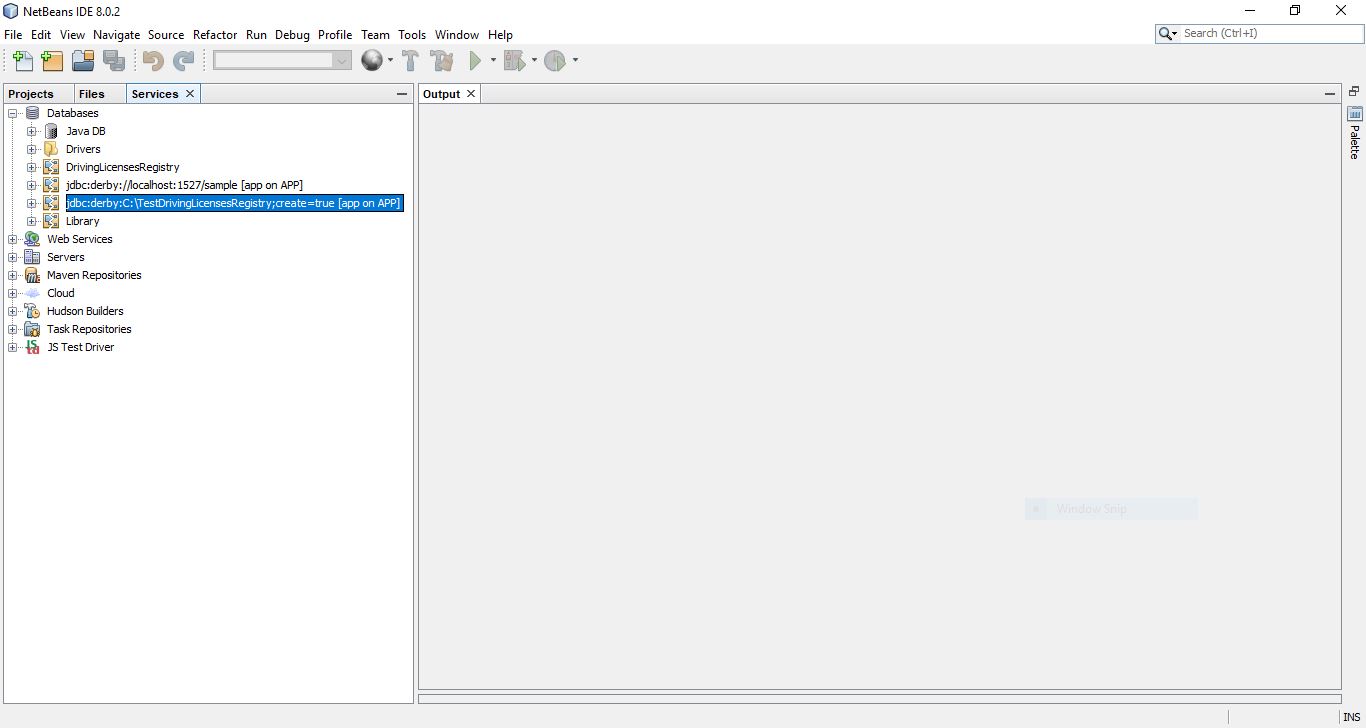 NetBeans IDE 8.0.2
File Edit View Navigate Source Refactor Run Debug Profile Team Tools Window Help
Search (Ctrl+I)
Projects Files Services
Output
Databases
Java DB
Drivers
DrivingLicensesRegistry
jdbc:derby://localhost:1527/sample [app on APP]
jdbc:derby:C:\TestDrivingLicensesRegistry;create=true [app on APP]
Library
Web Services
Servers
Maven Repositories
Cloud
Hudson Builders
Task Repositories
JS Test Driver
Palette
Window Snip
INS